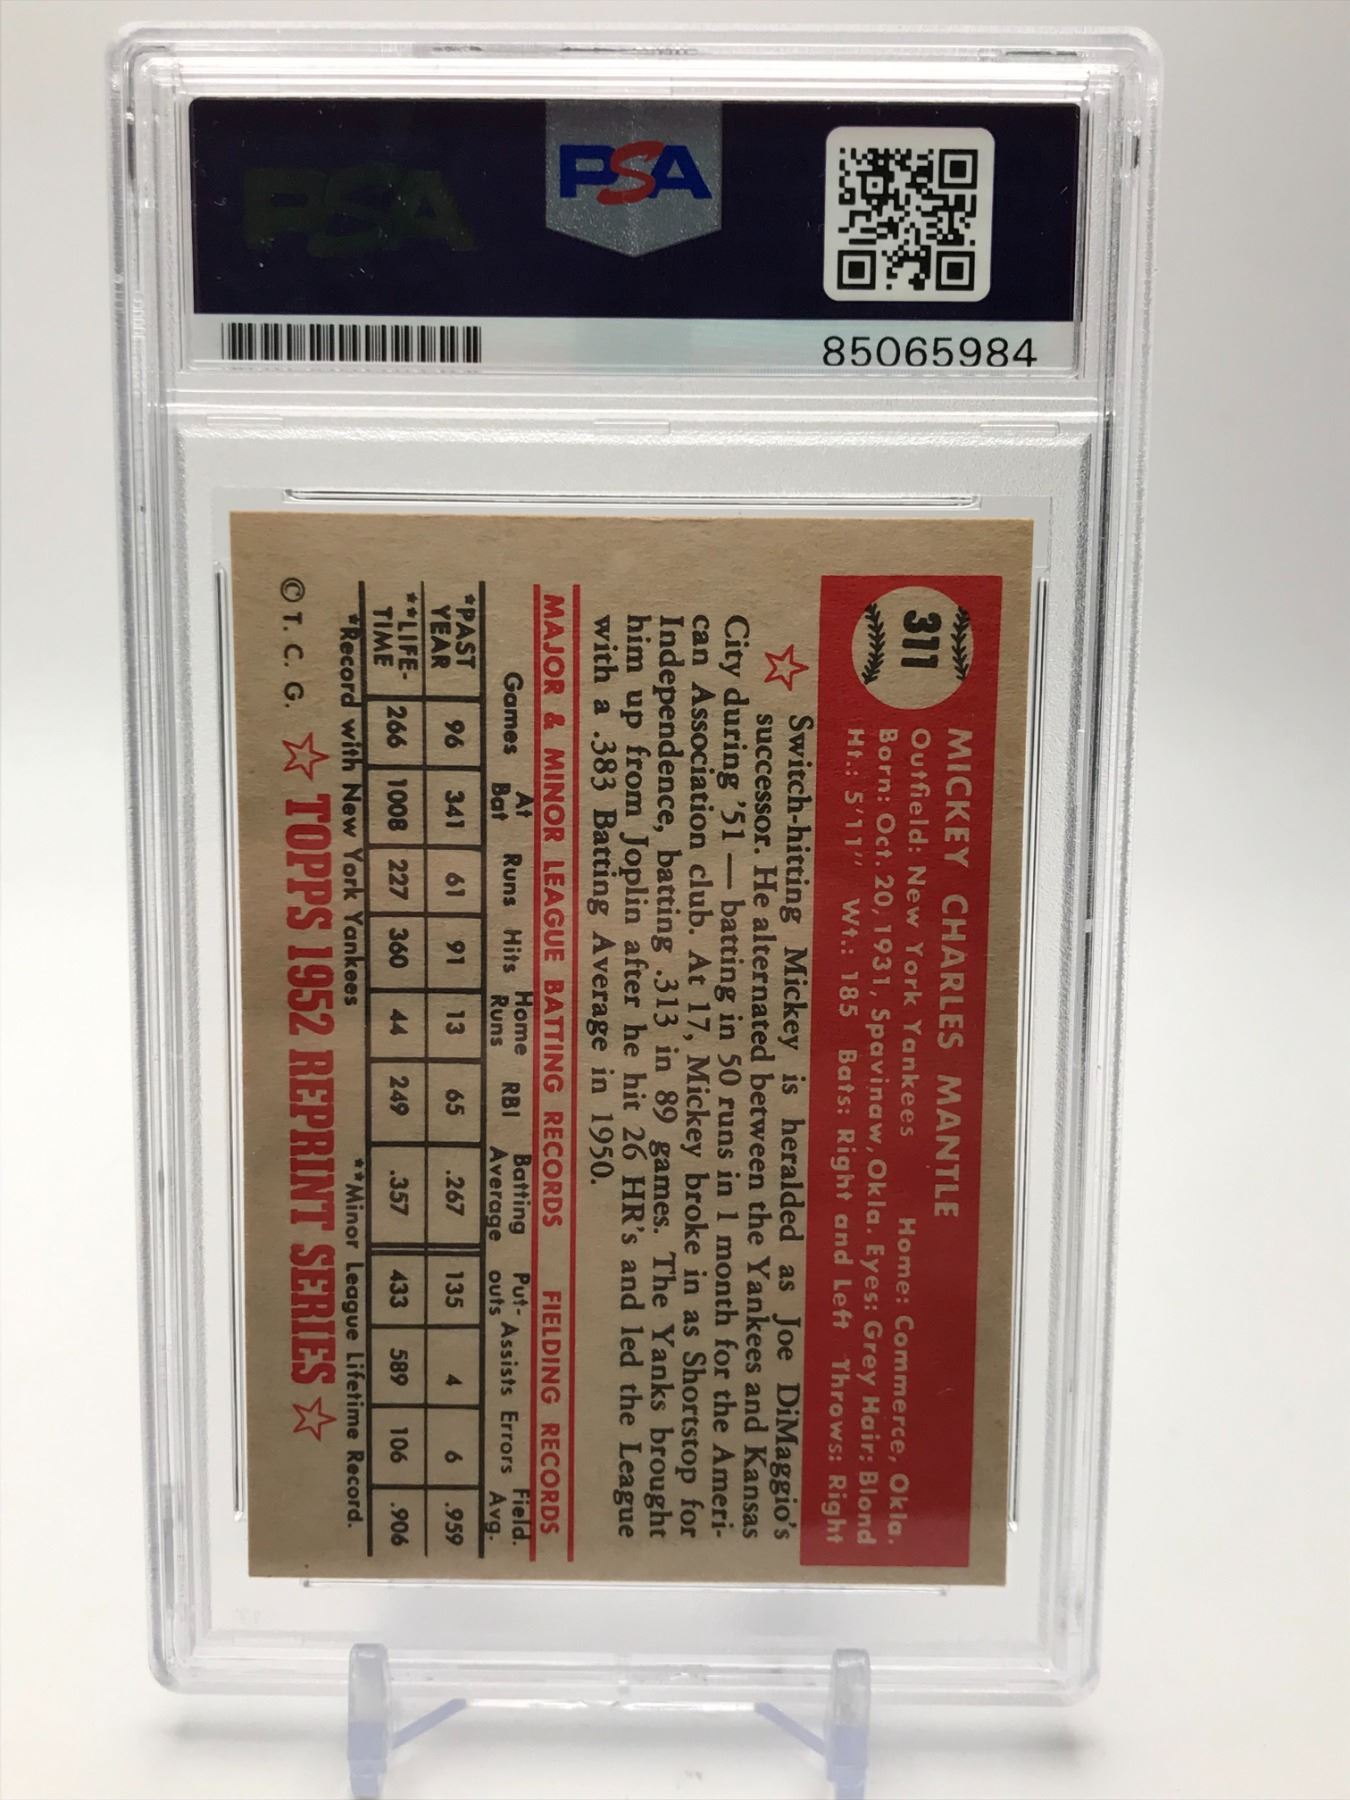 PSA
PSA
85065984
311
MICKEY CHARLES MANTLE
Outfield: New York Yankees Home: Commerce, Okla.
Born: Oct. 20, 1931, Spavinaw, Okla. Eyes: Grey Hair: Blond
Ht.: 5'11" Wt.: 185 Bats: Right and Left Throws: Right
Switch-hitting Mickey is heralded as Joe DiMaggio's
successor. He alternated between the Yankees and Kansas
City during '51 — batting in 50 runs in 1 month for the Ameri-
can Association club. At 17, Mickey broke in as Shortstop for
Independence, batting .313 in 89 games. The Yanks brought
him up from Joplin after he hit 26 HR's and led the League
with a .383 Batting Average in 1950.
MAJOR & MINOR LEAGUE BATTING RECORDS FIELDING RECORDS
Games At Bat Runs Hits Home Runs RBI Batting Average Put-outs Assists Errors Field. Avg.
*PAST YEAR 96 341 61 91 13 65 .267 135 4 6 .959
**LIFE-TIME 266 1008 227 360 44 249 .357 433 589 106 .906
*Record with New York Yankees **Minor League Lifetime Record.
© T. C. G. TOPPS 1952 REPRINT SERIES